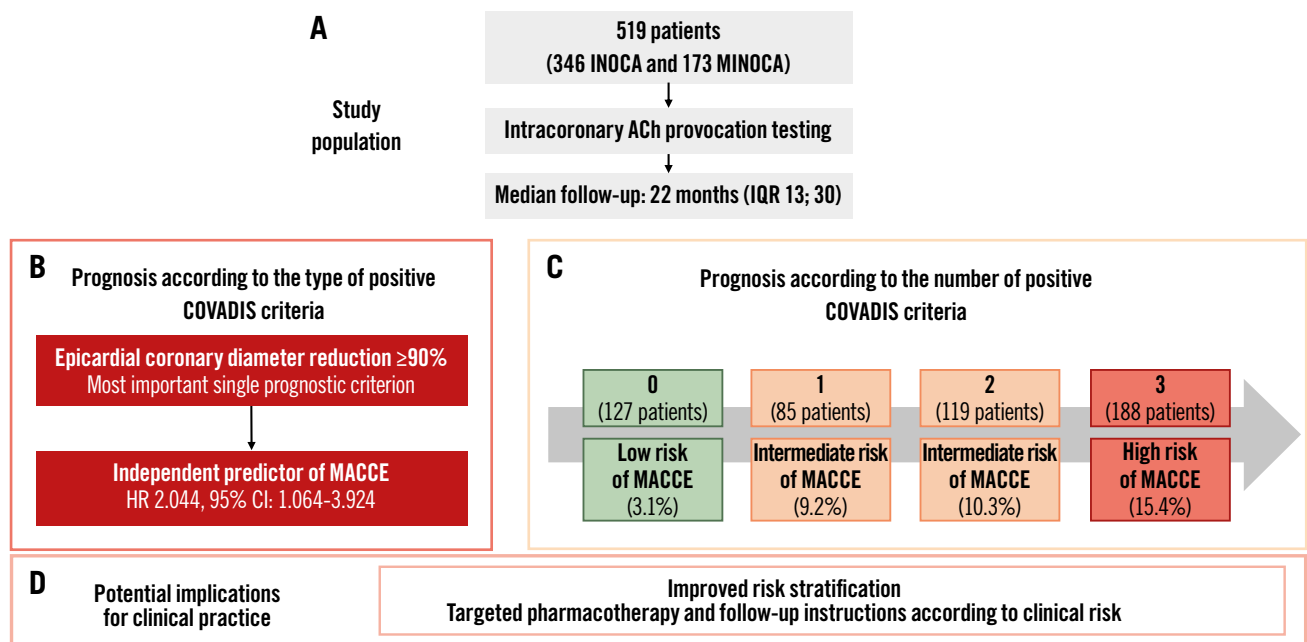 A
519 patients
(346 INOCA and 173 MINOCA)
Study
population
Intracoronary ACh provocation testing
Median follow-up: 22 months (IQR 13; 30)
B
Prognosis according to the type of positive
COVADIS criteria
Epicardial coronary diameter reduction ≥90%
Most important single prognostic criterion
Independent predictor of MACCE
HR 2.044, 95% CI: 1.064-3.924
C
Prognosis according to the number of positive
COVADIS criteria
0
(127 patients)
Low risk
of MACCE
(3.1%)
1
(85 patients)
Intermediate risk
of MACCE
(9.2%)
2
(119 patients)
Intermediate risk
of MACCE
(10.3%)
3
(188 patients)
High risk
of MACCE
(15.4%)
D
Potential implications
for clinical practice
Improved risk stratification
Targeted pharmacotherapy and follow-up instructions according to clinical risk